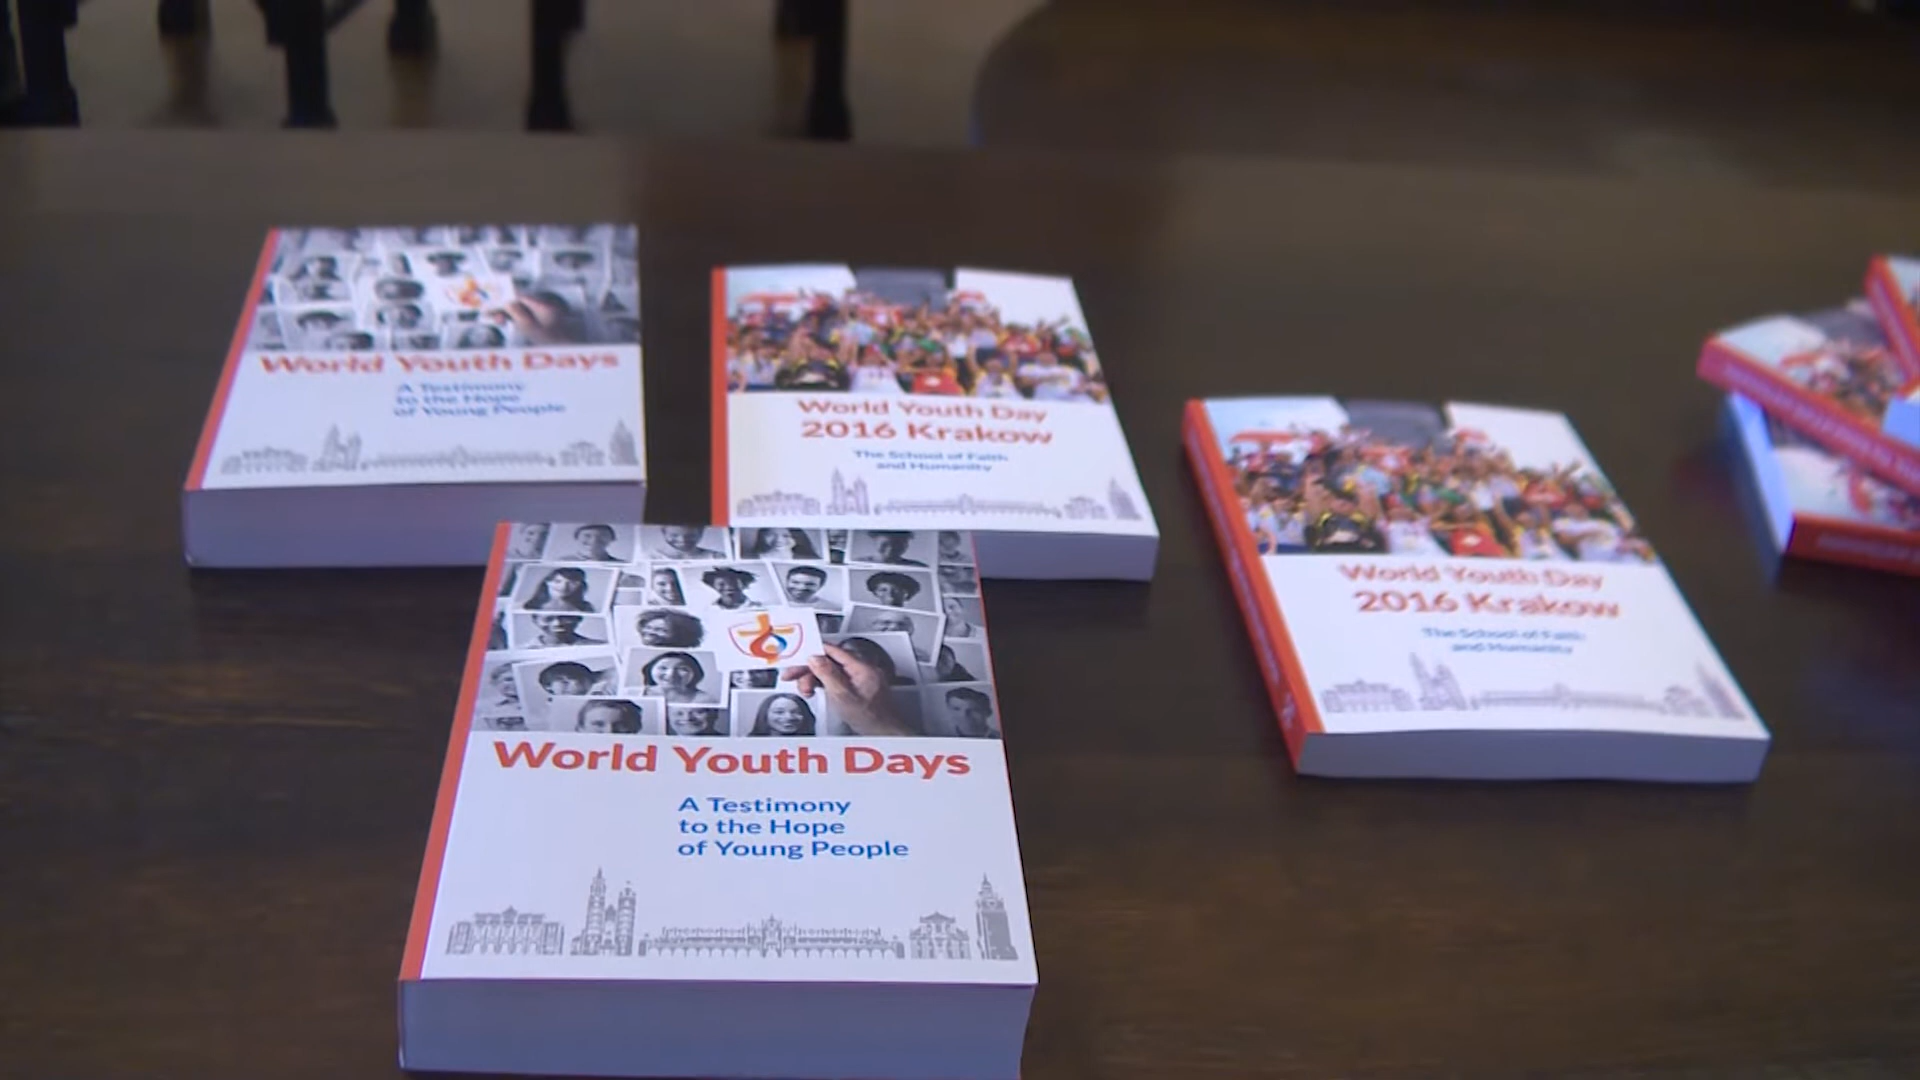 World Youth Days
A Testimony
to the Hope
of Young People
World Youth Day
2016 Krakow
The School of Faith
and Humanity
World Youth Day
2016 Krakow
The School of Faith
and Humanity
World Youth Days
A Testimony
to the Hope
of Young People